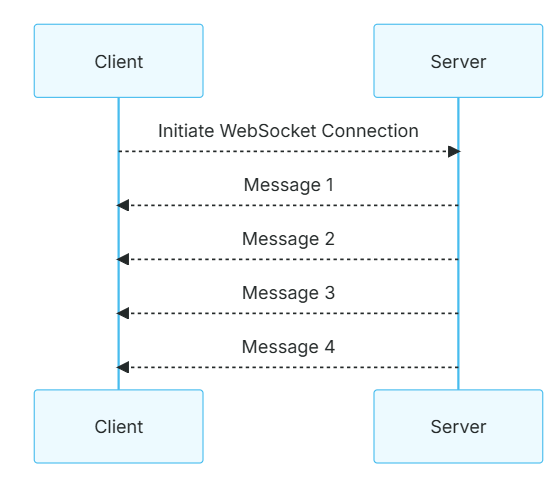 Client
Server
Initiate WebSocket Connection
Message 1
Message 2
Message 3
Message 4
Client
Server